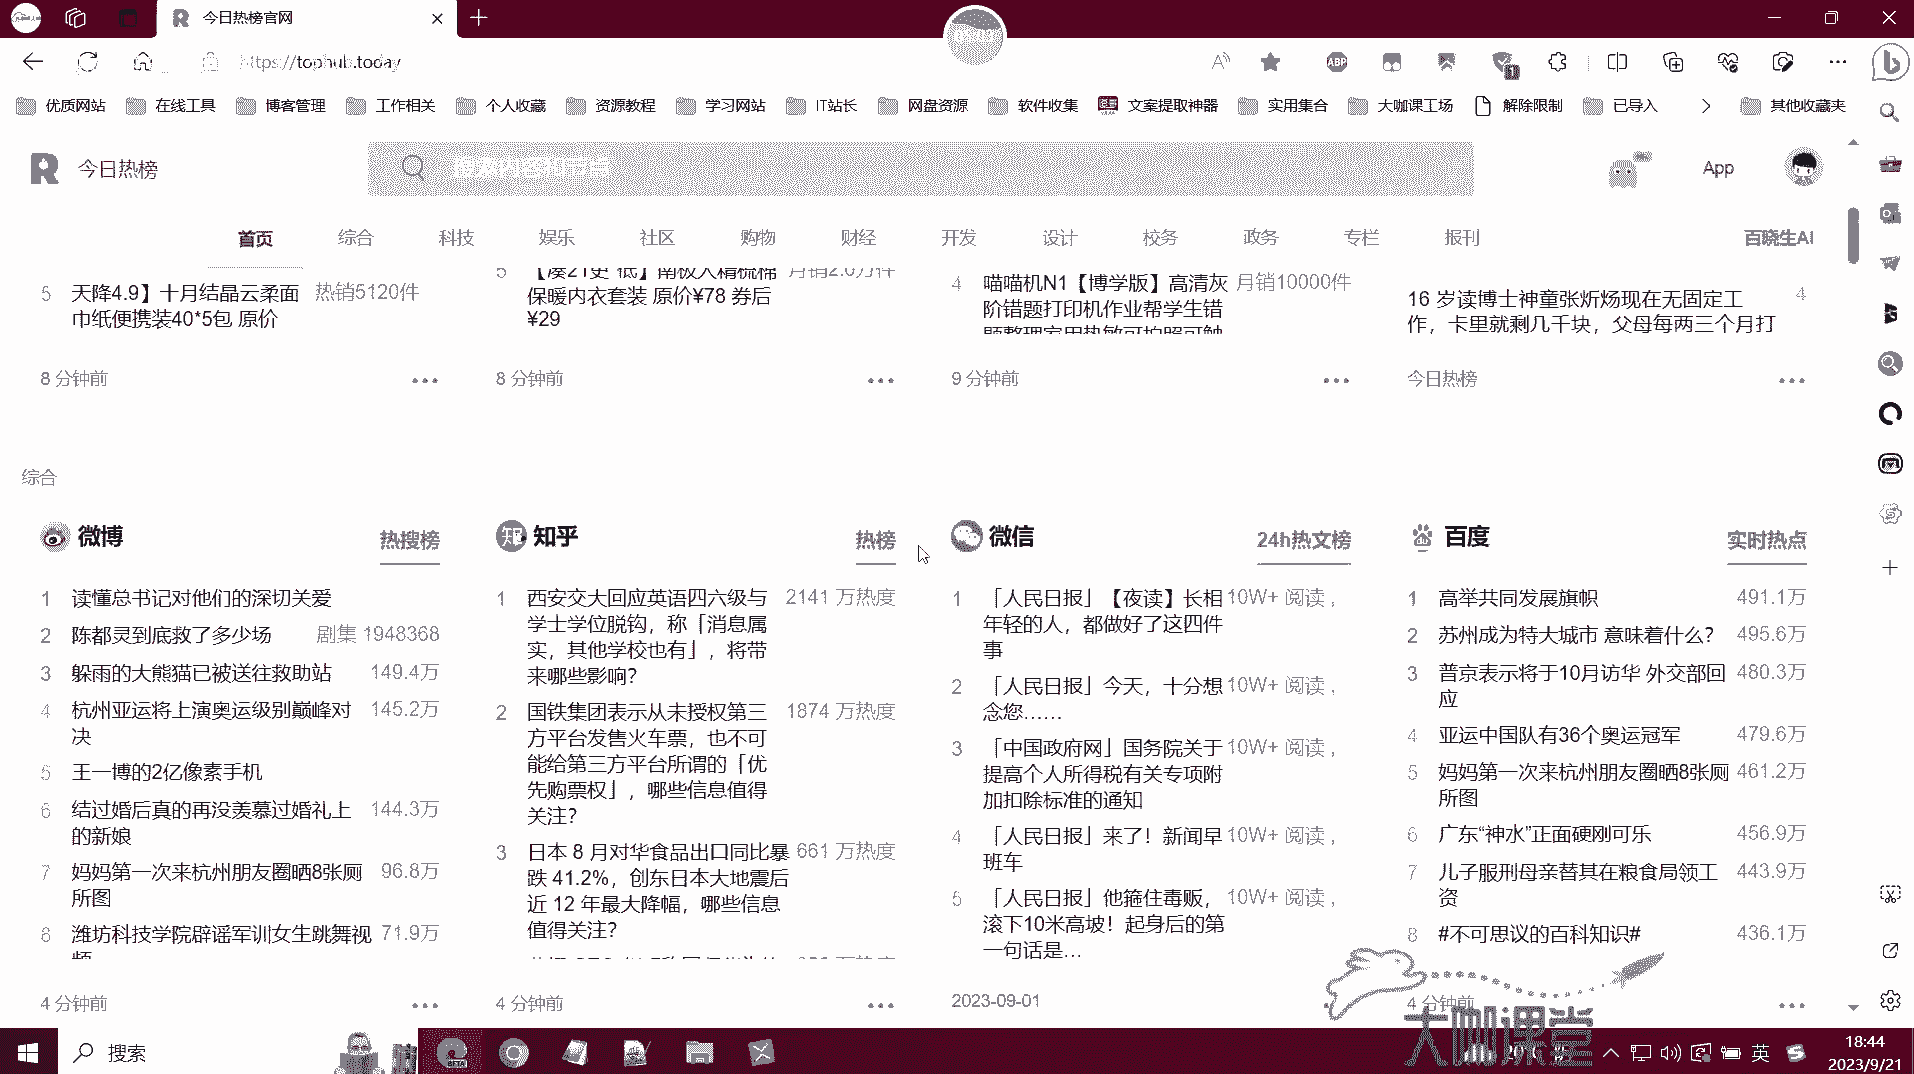 今日热榜官网
https://tophub.today
优质网站 在线工具 博客管理 工作相关 个人收藏 资源教程 学习网站 IT站长 网盘资源 软件收集 文案提取神器 实用集合 大咖课工场 解除限制 已导入 其他收藏夹
今日热榜
搜索内容和节点
App
首页 综合 科技 娱乐 社区 购物 财经 开发 设计 校务 政务 专栏 报刊 百晓生AI
5 天降4.9】十月结晶云柔面 热销5120件
巾纸便携装40*5包 原价
8 分钟前
5 【凑21更 低】南极人精梳棉 月销2.0万件
保暖内衣套装 原价¥78 券后
¥29
8 分钟前
4 喵喵机N1【博学版】高清灰 月销10000件
阶错题打印机作业帮学生错
9 分钟前
16 岁读博士神童张炘炀现在无固定工 4
作，卡里就剩几千块，父母每两三个月打
今日热榜
综合
微博 热搜榜
1 读懂总书记对他们的深切关爱
2 陈都灵到底救了多少场 剧集 1948368
3 躲雨的大熊猫已被送往救助站 149.4万
4 杭州亚运将上演奥运级别巅峰对 145.2万
决
5 王一博的2亿像素手机
6 结过婚后真的再没羡慕过婚礼上 144.3万
的新娘
7 妈妈第一次来杭州朋友圈晒8张厕 96.8万
所图
8 潍坊科技学院辟谣军训女生跳舞视 71.9万
频
4 分钟前
知乎 热榜
1 西安交大回应英语四六级与 2141 万热度
学士学位脱钩，称「消息属
实，其他学校也有」，将带
来哪些影响？
2 国铁集团表示从未授权第三 1874 万热度
方平台发售火车票，也不可
能给第三方平台所谓的「优
先购票权」，哪些信息值得
关注？
3 日本 8 月对华食品出口同比暴 661 万热度
跌 41.2%，创东日本大地震后
近 12 年最大降幅，哪些信息
值得关注？
4 分钟前
微信 24h热文榜
1 「人民日报」【夜读】长相 10W+ 阅读 ,
年轻的人，都做好了这四件
事
2 「人民日报」今天，十分想 10W+ 阅读 ,
念您……
3 「中国政府网」国务院关于 10W+ 阅读 ,
提高个人所得税有关专项附
加扣除标准的通知
4 「人民日报」来了！新闻早 10W+ 阅读 ,
班车
5 「人民日报」他箍住毒贩， 10W+ 阅读 ,
滚下10米高坡！起身后的第
一句话是…
2023-09-01
百度 实时热点
1 高举共同发展旗帜 491.1万
2 苏州成为特大城市 意味着什么？ 495.6万
3 普京表示将于10月访华 外交部回 480.3万
应
4 亚运中国队有36个奥运冠军 479.6万
5 妈妈第一次来杭州朋友圈晒8张厕 461.2万
所图
6 广东“神水”正面硬刚可乐 456.9万
7 儿子服刑母亲替其在粮食局领工 443.9万
资
8 #不可思议的百科知识# 436.1万
4 分钟前
大咖课堂
搜索
英
18:44
2023/9/21